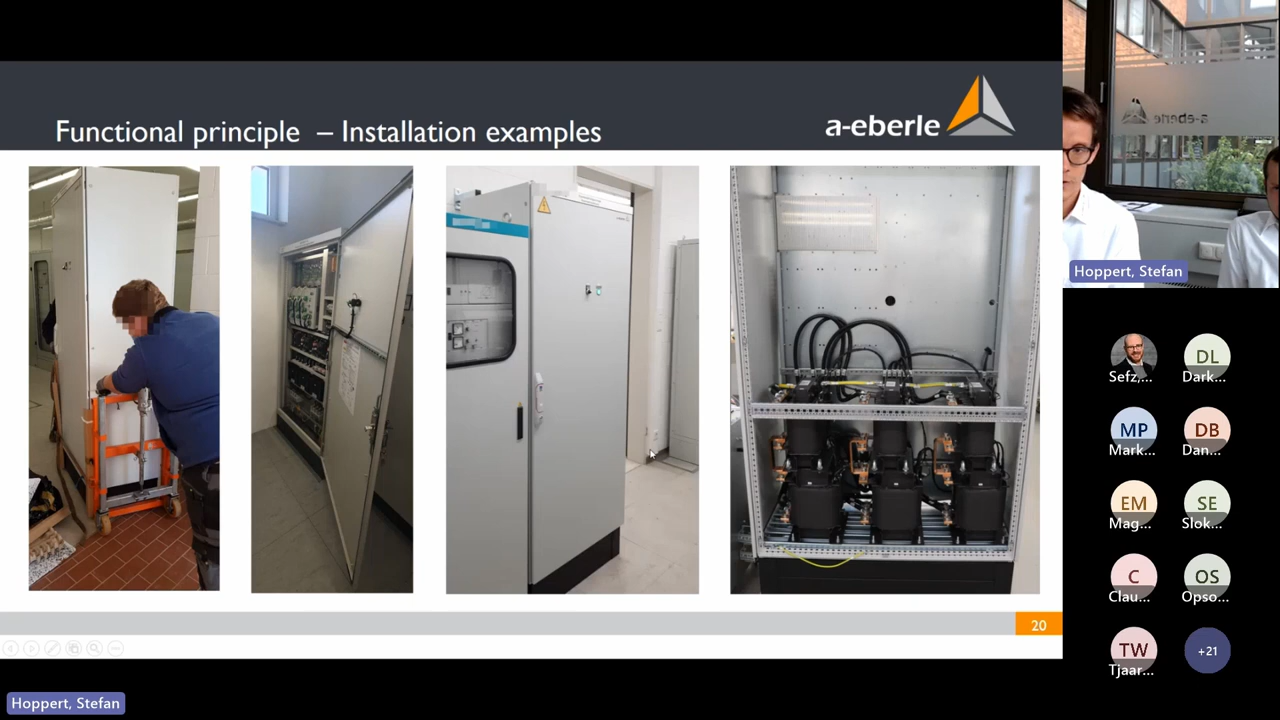 Functional principle – Installation examples
a-eberle
a-eberle
Hoppert, Stefan
Sefz,...
DL
Dark...
MP
Mark...
DB
Dan...
EM
Mag...
SE
Slok...
C
Clau...
OS
Opso...
TW
Tjaar...
+21
20
Hoppert, Stefan